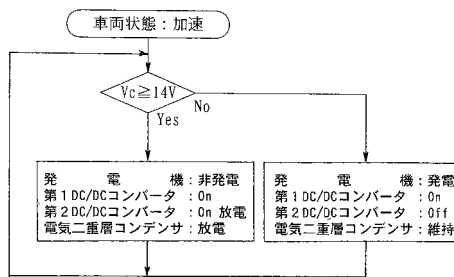 車両状態：加速
Vc≧14V
No
Yes
発電機：非発電
第1DC/DCコンバータ：On
第2DC/DCコンバータ：On 放電
電気二重層コンデンサ：放電
発電機：発電
第1DC/DCコンバータ：On
第2DC/DCコンバータ：Off
電気二重層コンデンサ：維持